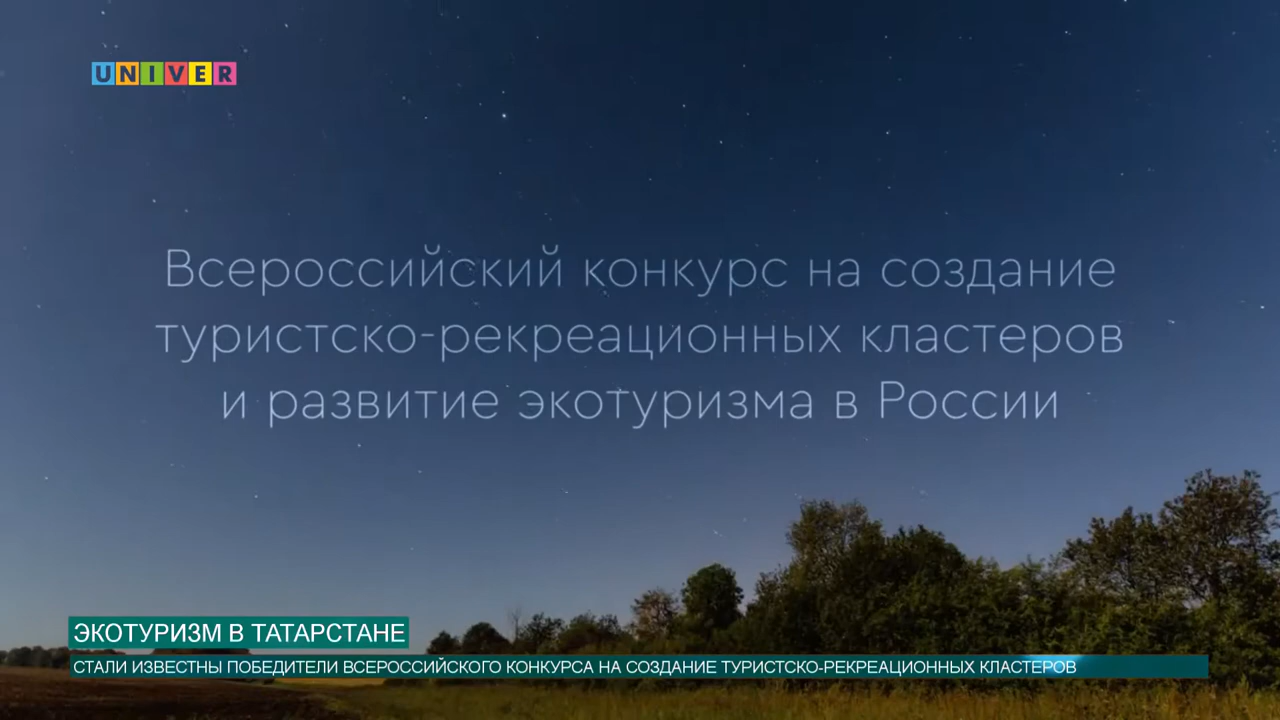 UNIVER
Всероссийский конкурс на создание
туристско-рекреационных кластеров
и развитие экотуризма в России
ЭКОТУРИЗМ В ТАТАРСТАНЕ
СТАЛИ ИЗВЕСТНЫ ПОБЕДИТЕЛИ ВСЕРОССИЙСКОГО КОНКУРСА НА СОЗДАНИЕ ТУРИСТСКО-РЕКРЕАЦИОННЫХ КЛАСТЕРОВ